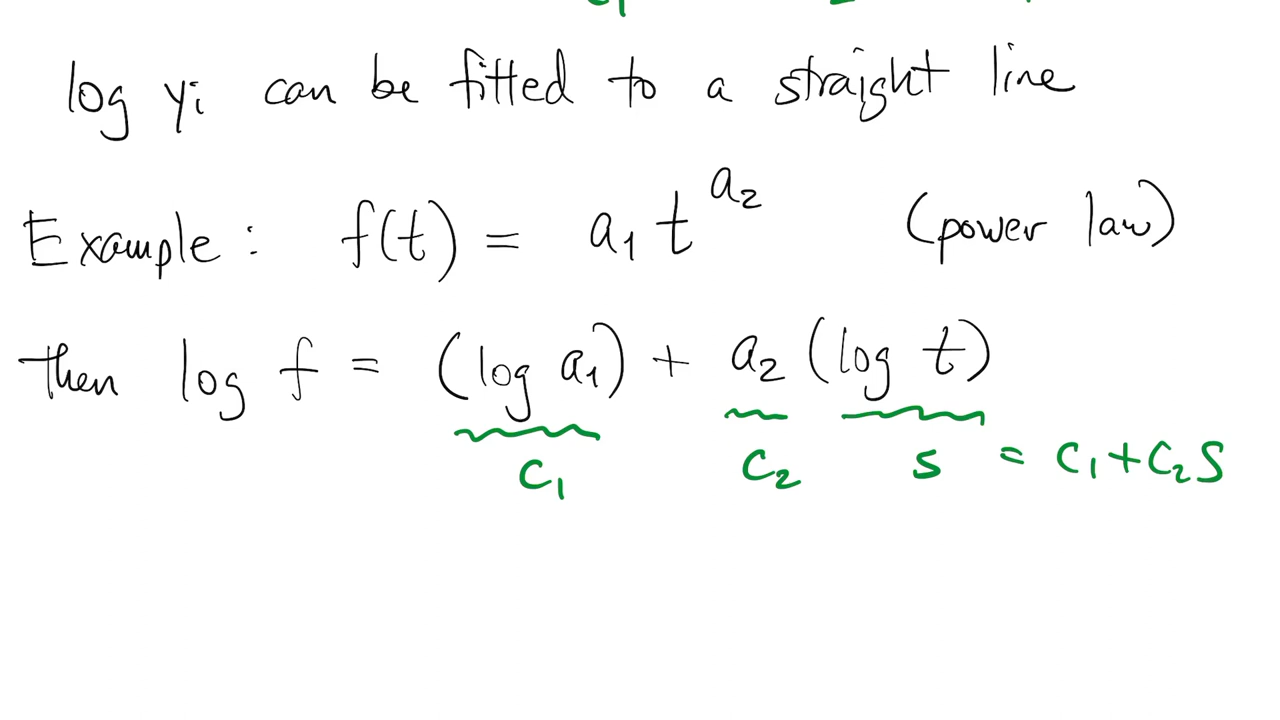 log yi can be fitted to a straight line
Example: f(t) = a₁ t^a₂ (power law)
then log f = (log a₁) + a₂ (log t)
c₁ c₂ s = c₁+c₂s